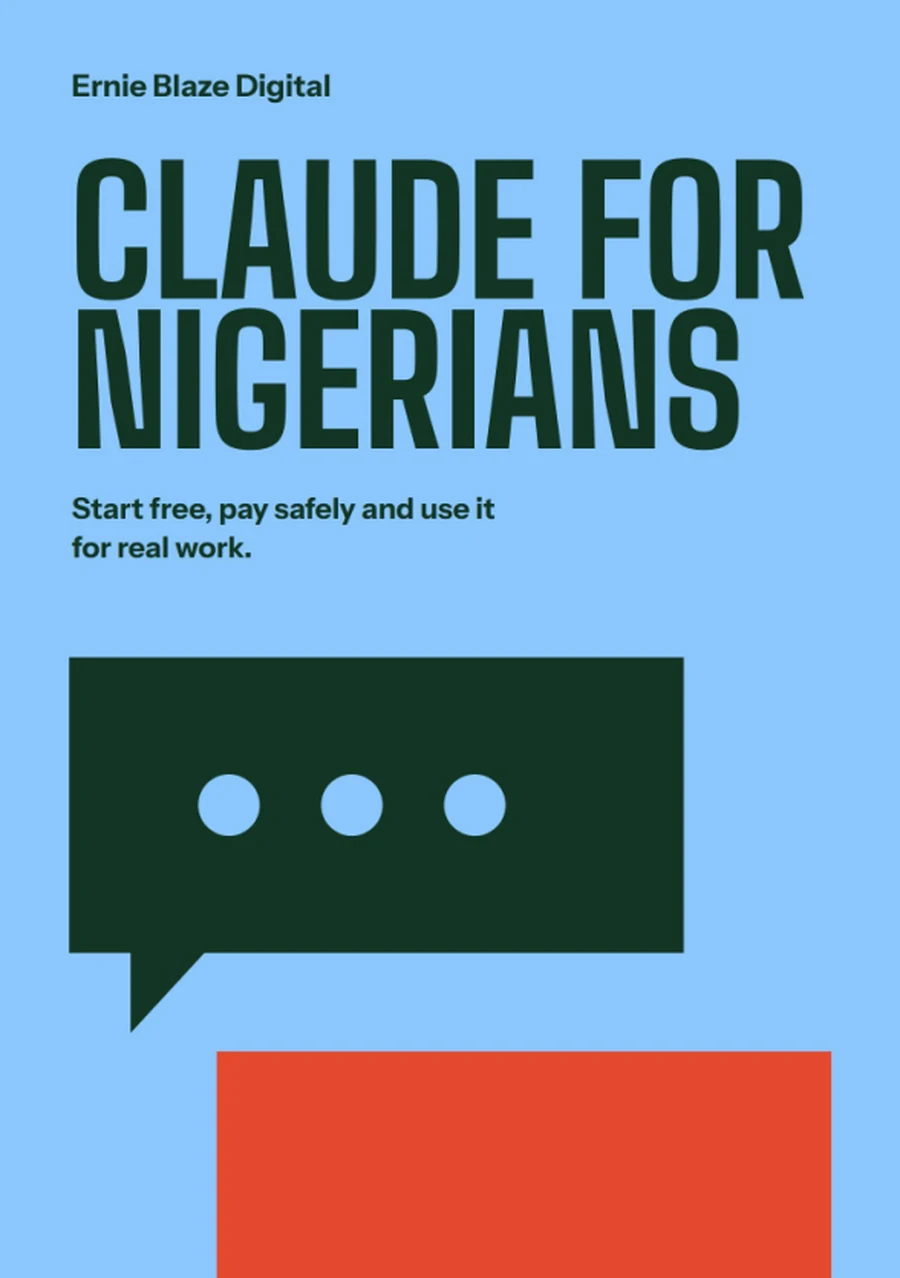 Ernie Blaze Digital
CLAUDE FOR
NIGERIANS
Start free, pay safely and use it
for real work.